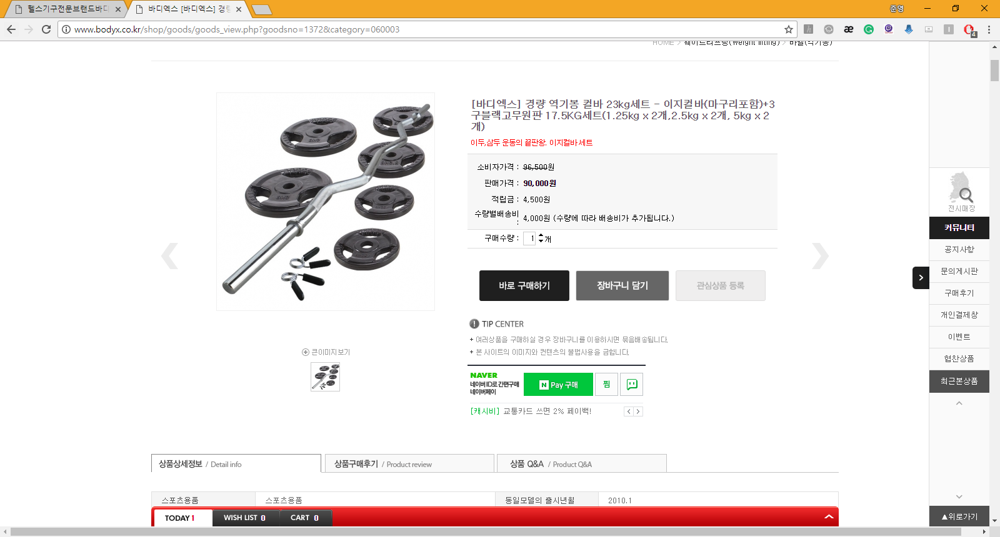 헬스기구전문브랜드바디
바디엑스 [바디엑스] 경량
준영
www.bodyx.co.kr/shop/goods/goods_view.php?goodsno=1372&category=060003
4
HOME > 웨이트리프팅(Weight lifting) > 바벨(역기봉)
[바디엑스] 경량 역기봉 컬바 23kg세트 - 이지컬바(마구리포함)+3
구블랙고무원판 17.5KG세트(1.25kg x 2개,2.5kg x 2개, 5kg x 2
개)
이두,삼두 운동의 끝판왕. 이지컬바세트
소비자가격 : 96,500원
판매가격 : 90,000원
적립금 : 4,500원
수량별배송비 : 4,000원 (수량에 따라 배송비가 추가됩니다.)
구매수량 : 1 개
바로 구매하기
장바구니 담기
관심상품 등록
TIP CENTER
+ 여러상품을 구매하실 경우 장바구니를 이용하시면 묶음배송됩니다.
+ 본 사이트의 이미지와 컨텐츠의 불법사용을 금합니다.
큰이미지보기
NAVER
네이버ID로 간편구매
네이버페이
N Pay 구매
찜
[캐시비] 교통카드 쓰면 2% 페이백!
상품상세정보 / Detail info
상품구매후기 / Product review
상품 Q&A / Product Q&A
스포츠용품 스포츠용품 동일모델의 출시년월 2010.1
TODAY 1
WISH LIST 0
CART 0
전시매장
커뮤니티
공지사항
문의게시판
구매후기
개인결제창
이벤트
협찬상품
최근본상품
▲위로가기